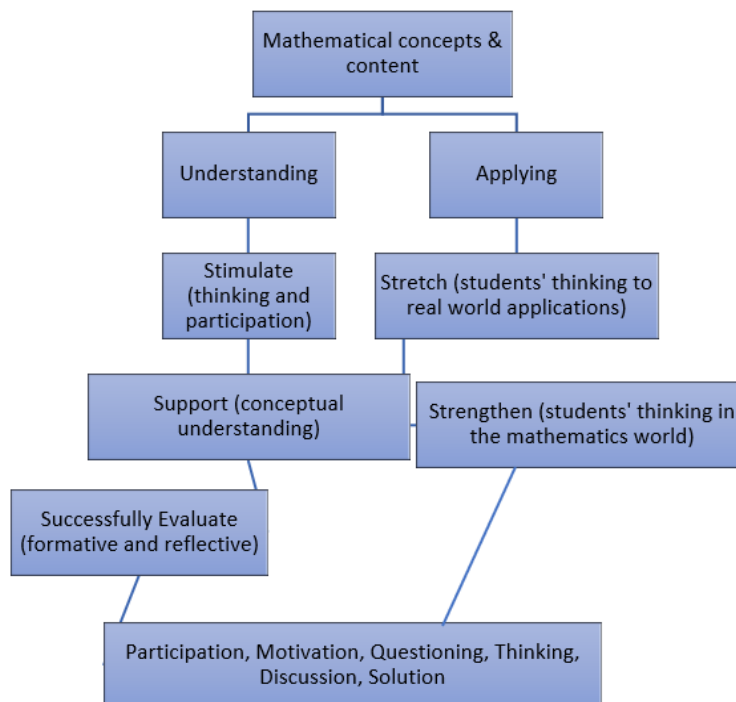 Mathematical concepts &
content
Understanding
Applying
Stimulate
(thinking and
participation)
Stretch (students' thinking to
real world applications)
Support (conceptual
understanding)
Strengthen (students' thinking in
the mathematics world)
Successfully Evaluate
(formative and reflective)
Participation, Motivation, Questioning, Thinking,
Discussion, Solution